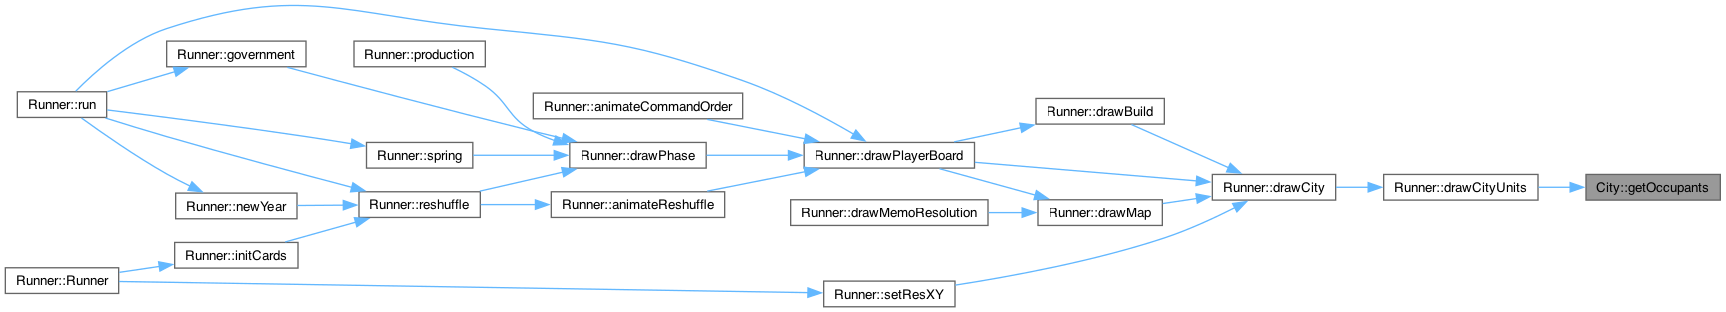 Runner::government
Runner::production
Runner::run
Runner::animateCommandOrder
Runner::drawBuild
Runner::spring
Runner::drawPhase
Runner::drawPlayerBoard
Runner::drawCity
Runner::drawCityUnits
City::getOccupants
Runner::newYear
Runner::reshuffle
Runner::animateReshuffle
Runner::drawMemoResolution
Runner::drawMap
Runner::initCards
Runner::Runner
Runner::setResXY